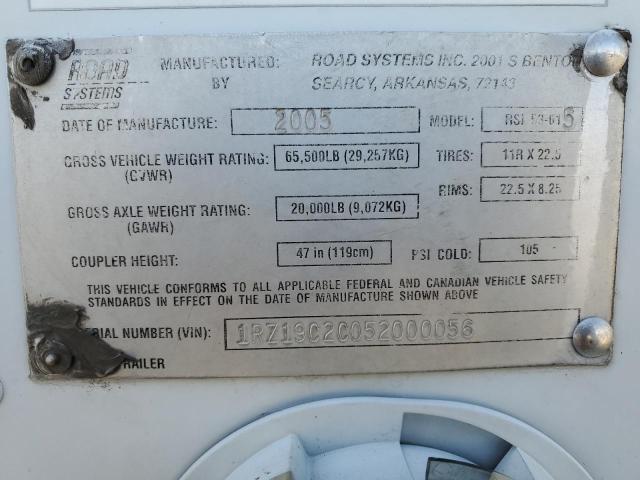 ROAD SYSTEMS
MANUFACTURED BY: ROAD SYSTEMS INC. 2001 S BENTON
SEARCY, ARKANSAS, 72143
DATE OF MANUFACTURE: 2005 MODEL:
GROSS VEHICLE WEIGHT RATING: 65,500LB (29,257KG) TIRES: 11R X 22.5
(GVWR) RIMS: 22.5 X 8.25
GROSS AXLE WEIGHT RATING: 20,000LB (9,072KG)
(GAWR)
COUPLER HEIGHT: 47 in (119cm) PSI COLD: 105
THIS VEHICLE CONFORMS TO ALL APPLICABLE FEDERAL AND CANADIAN VEHICLE SAFETY
STANDARDS IN EFFECT ON THE DATE OF MANUFACTURE SHOWN ABOVE
ERIAL NUMBER (VIN): 1RZ19C2C052000056
TRAILER